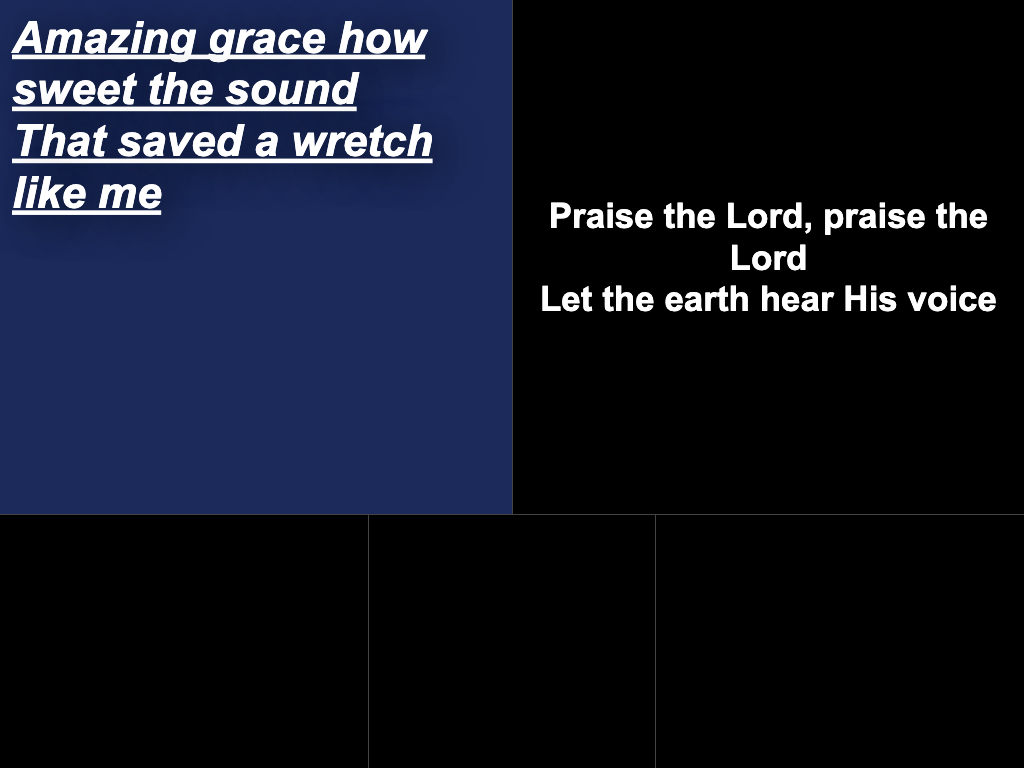 Amazing grace how
sweet the sound
That saved a wretch
like me
Praise the Lord, praise the
Lord
Let the earth hear His voice